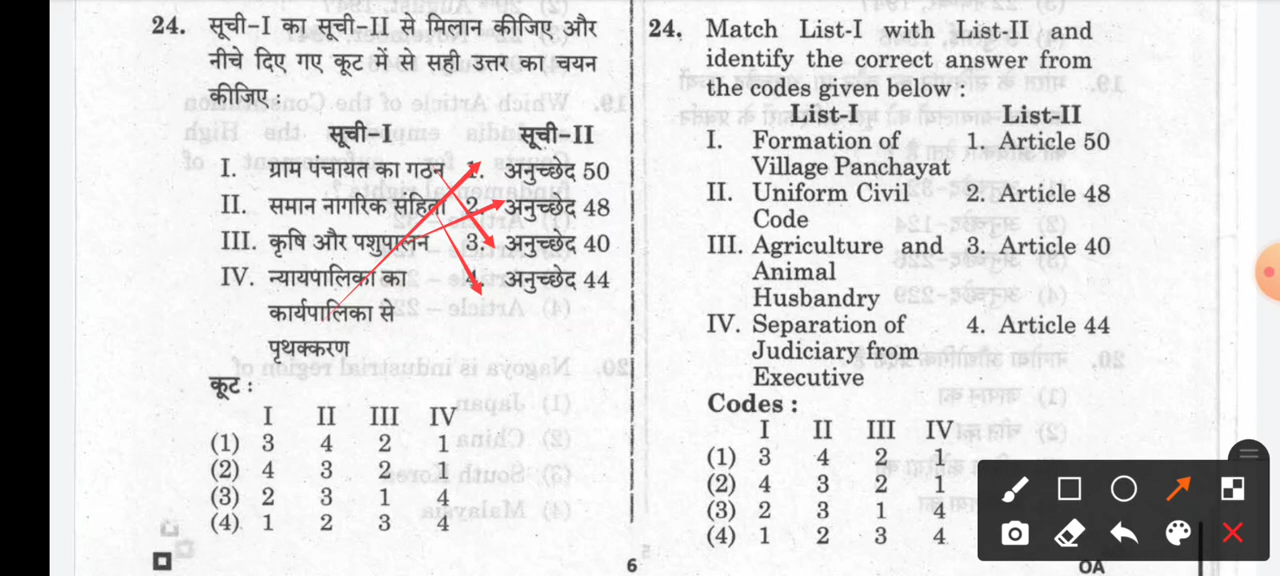 24. सूची-I का सूची-II से मिलान कीजिए और
नीचे दिए गए कूट में से सही उत्तर का चयन
कीजिए :
सूची-I सूची-II
I. ग्राम पंचायत का गठन 1. अनुच्छेद 50
II. समान नागरिक संहिता 2. अनुच्छेद 48
III. कृषि और पशुपालन 3. अनुच्छेद 40
IV. न्यायपालिका का 4. अनुच्छेद 44
कार्यपालिका से
पृथक्करण
कूट :
I II III IV
(1) 3 4 2 1
(2) 4 3 2 1
(3) 2 3 1 4
(4) 1 2 3 4
24. Match List-I with List-II and
identify the correct answer from
the codes given below :
List-I List-II
I. Formation of 1. Article 50
Village Panchayat
II. Uniform Civil 2. Article 48
Code
III. Agriculture and 3. Article 40
Animal
Husbandry
IV. Separation of 4. Article 44
Judiciary from
Executive
Codes :
I II III IV
(1) 3 4 2 1
(2) 4 3 2 1
(3) 2 3 1 4
(4) 1 2 3 4
6
OA